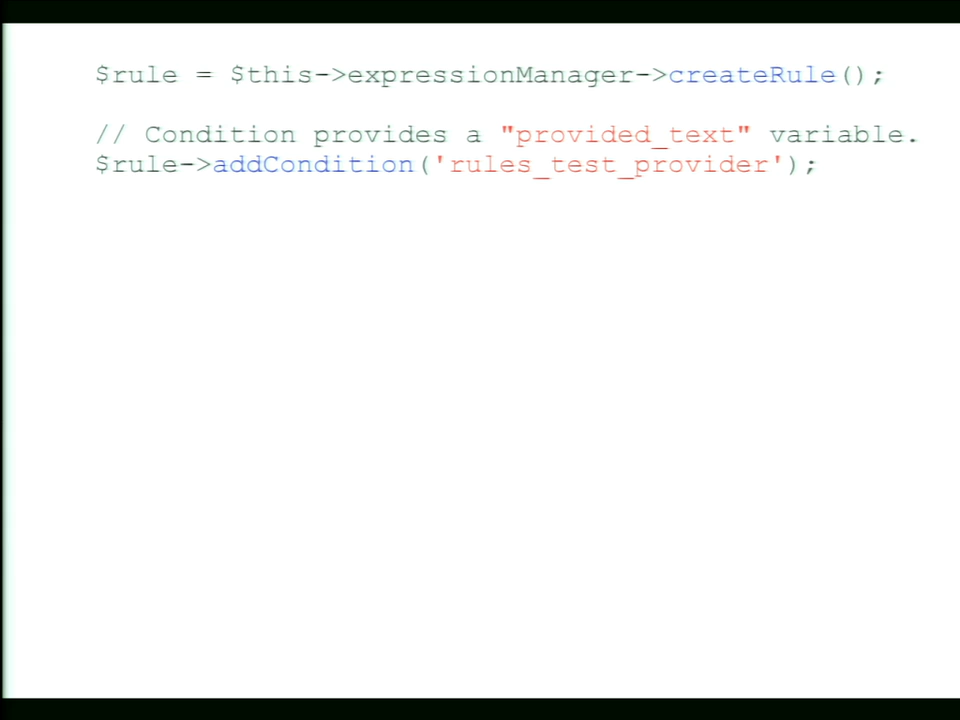 $rule = $this->expressionManager->createRule();
// Condition provides a "provided_text" variable.
$rule->addCondition('rules_test_provider');